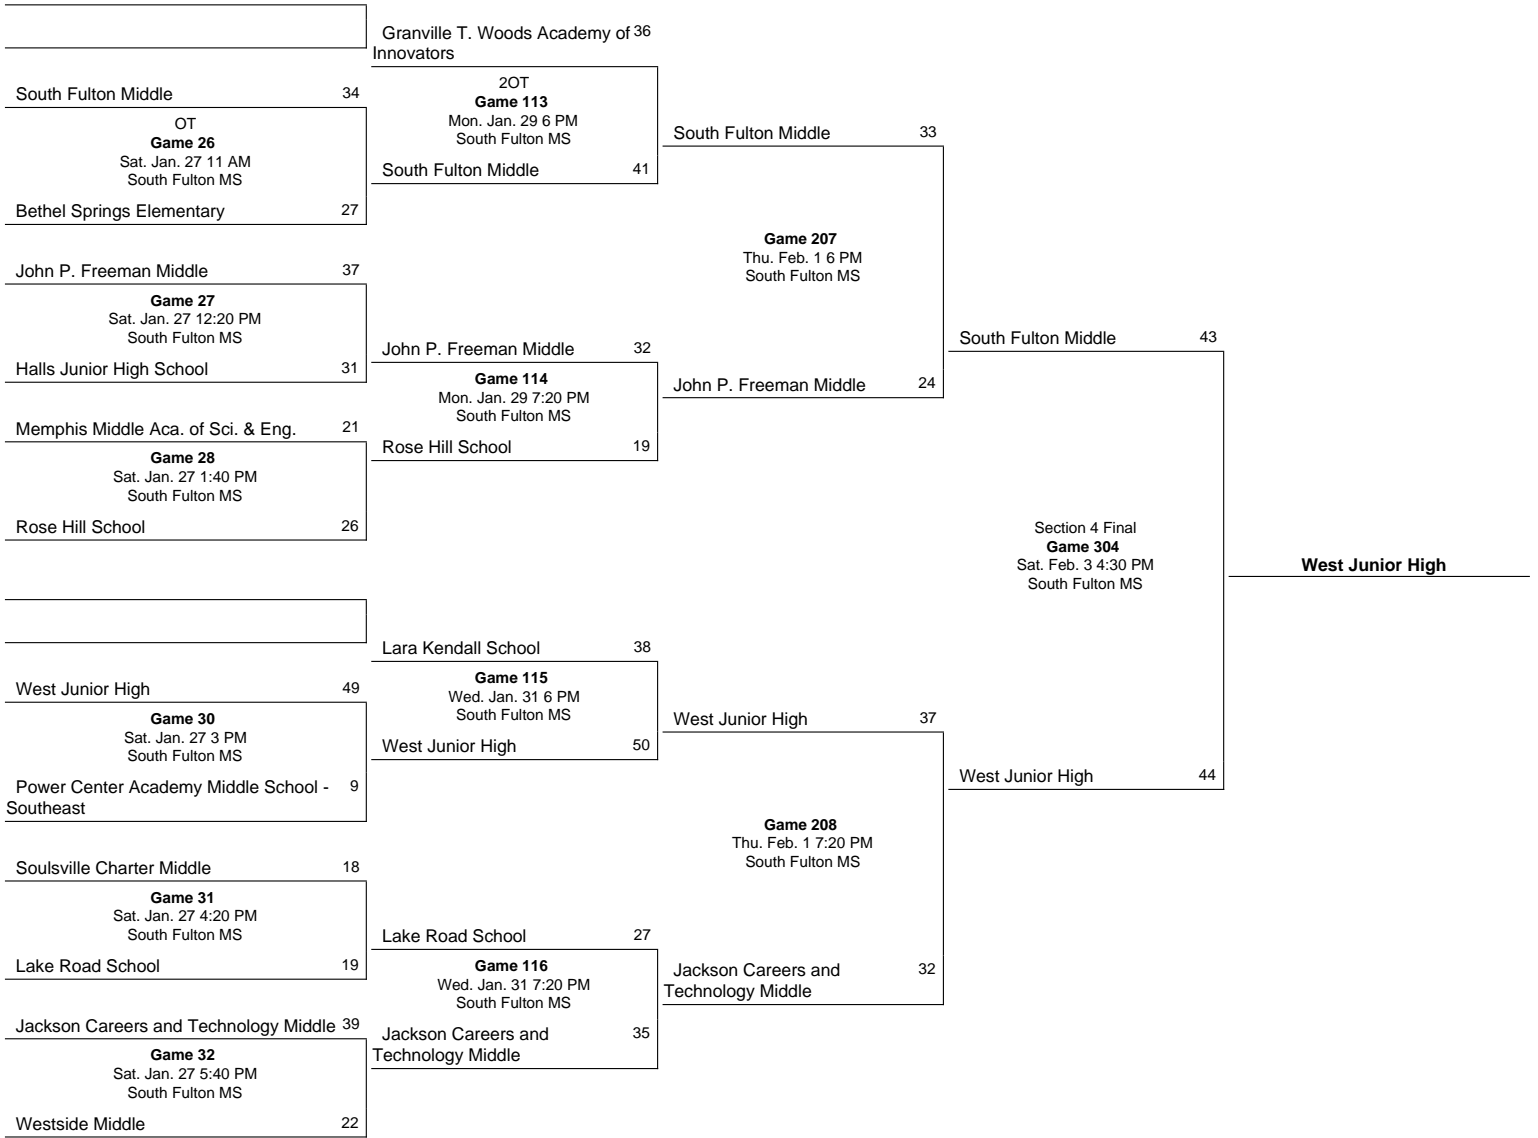 Granville T. Woods Academy of 36
Innovators
South Fulton Middle 34
OT
Game 26
Sat. Jan. 27 11 AM
South Fulton MS
Bethel Springs Elementary 27
2OT
Game 113
Mon. Jan. 29 6 PM
South Fulton MS
South Fulton Middle 41
John P. Freeman Middle 37
Game 27
Sat. Jan. 27 12:20 PM
South Fulton MS
Halls Junior High School 31
Memphis Middle Aca. of Sci. & Eng. 21
Game 28
Sat. Jan. 27 1:40 PM
South Fulton MS
Rose Hill School 26
John P. Freeman Middle 32
Game 114
Mon. Jan. 29 7:20 PM
South Fulton MS
Rose Hill School 19
South Fulton Middle 33
Game 207
Thu. Feb. 1 6 PM
South Fulton MS
John P. Freeman Middle 24
West Junior High 49
Game 30
Sat. Jan. 27 3 PM
South Fulton MS
Power Center Academy Middle School - 9
Southeast
Lara Kendall School 38
Game 115
Wed. Jan. 31 6 PM
South Fulton MS
West Junior High 50
Soulsville Charter Middle 18
Game 31
Sat. Jan. 27 4:20 PM
South Fulton MS
Lake Road School 19
Jackson Careers and Technology Middle 39
Game 32
Sat. Jan. 27 5:40 PM
South Fulton MS
Westside Middle 22
Lake Road School 27
Game 116
Wed. Jan. 31 7:20 PM
South Fulton MS
Jackson Careers and 35
Technology Middle
West Junior High 37
Game 208
Thu. Feb. 1 7:20 PM
South Fulton MS
Jackson Careers and 32
Technology Middle
South Fulton Middle 43
Section 4 Final
Game 304
Sat. Feb. 3 4:30 PM
South Fulton MS
West Junior High 44
West Junior High